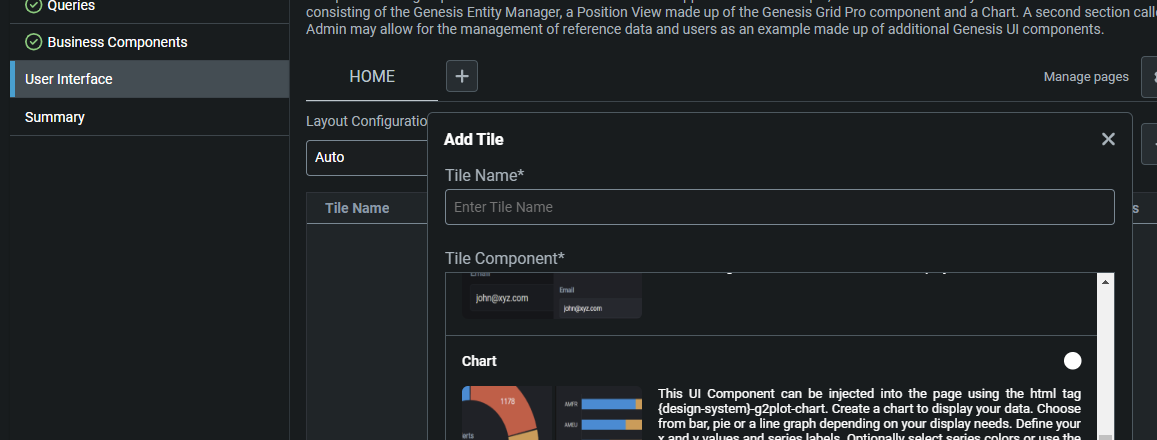 Queries
consisting of the Genesis Entity Manager, a Position View made up of the Genesis Grid Pro component and a Chart. A second section calle
Business Components
Admin may allow for the management of reference data and users as an example made up of additional Genesis UI components.
User Interface
Summary
HOME
Manage pages
Layout Configuratio
Add Tile
Auto
Tile Name*
Tile Name
Enter Tile Name
s
Tile Component*
Email
john@xyz.com
john@xyz.com
Chart
1178
AMFR
AMEU
erts
This UI Component can be injected into the page using the html tag
{design-system}-g2plot-chart. Create a chart to display your data. Choose
from bar, pie or a line graph depending on your display needs. Define your
x and y values and series labels. Optionally select series colors or use the